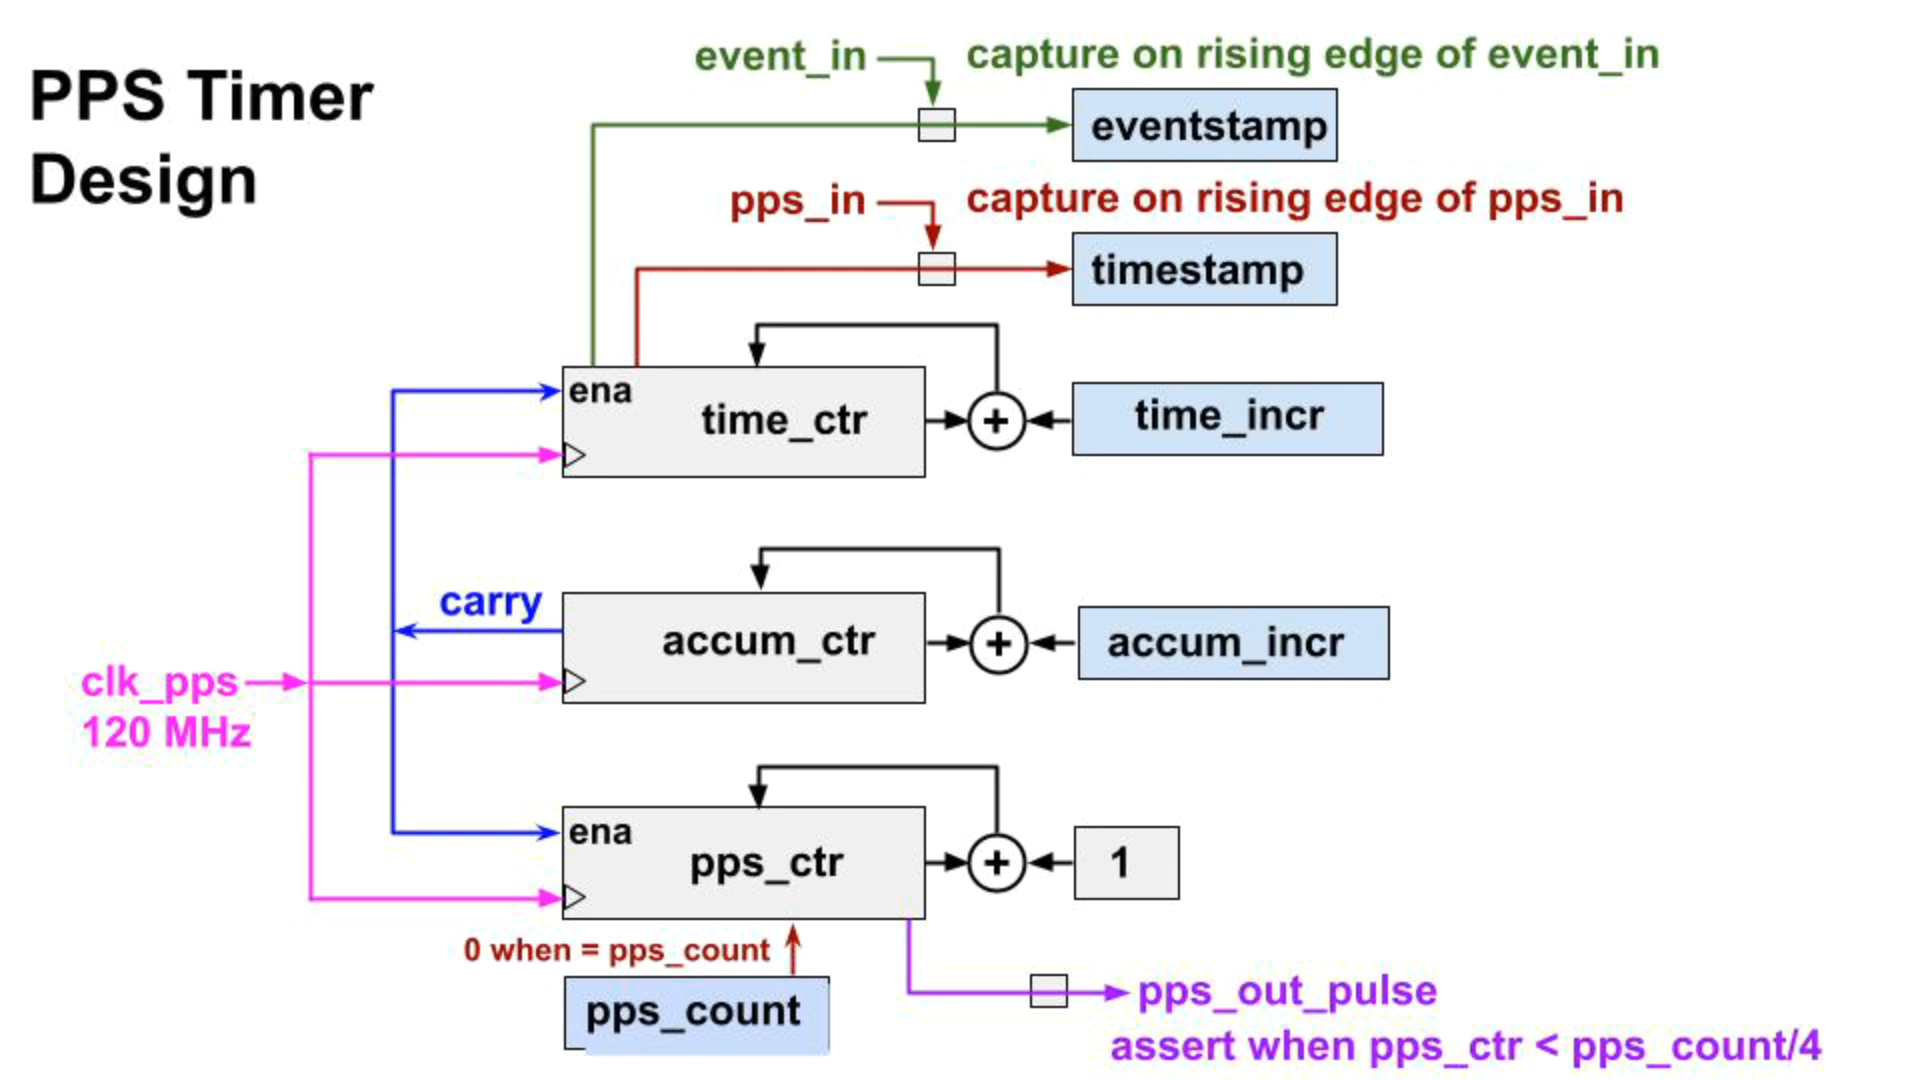 PPS Timer
Design
event_in
capture on rising edge of event_in
eventstamp
pps_in
capture on rising edge of pps_in
timestamp
ena
time_ctr
+
time_incr
carry
accum_ctr
+
accum_incr
clk_pps
120 MHz
ena
pps_ctr
+
1
0 when = pps_count
pps_count
pps_out_pulse
assert when pps_ctr < pps_count/4